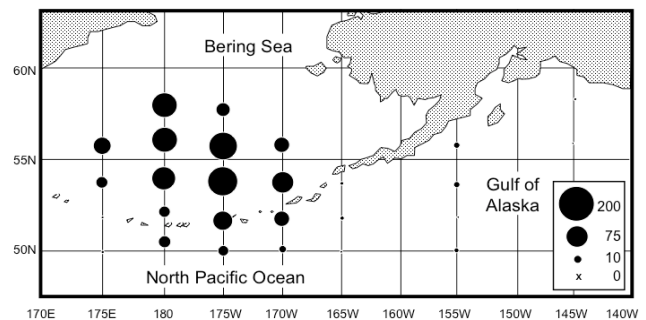 Bering Sea
60N
55N
Gulf of
Alaska
200
75
10
x 0
50N
North Pacific Ocean
170E 175E 180 175W 170W 165W 160W 155W 150W 145W 140W